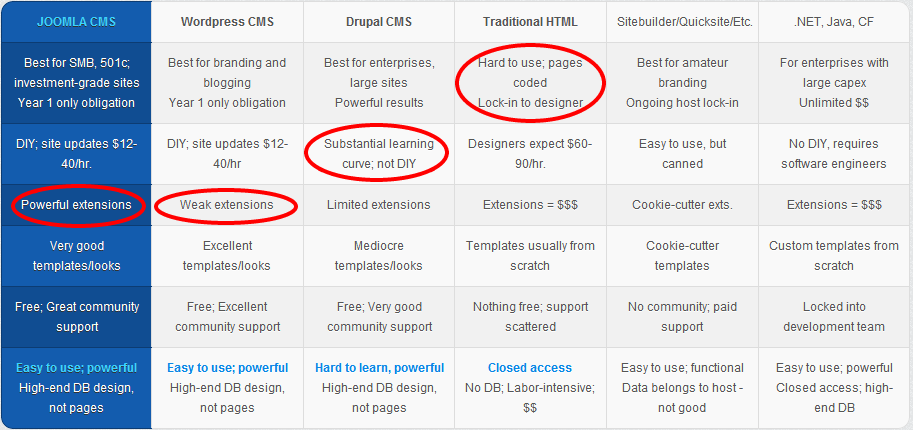 JOOMLA CMS
Wordpress CMS
Drupal CMS
Traditional HTML
Sitebuilder/Quicksite/Etc.
.NET, Java, CF
Best for SMB, 501c;
investment-grade sites
Year 1 only obligation
Best for branding and
blogging
Year 1 only obligation
Best for enterprises,
large sites
Powerful results
Hard to use; pages
coded
Lock-in to designer
Best for amateur
branding
Ongoing host lock-in
For enterprises with
large capex
Unlimited $$
DIY; site updates $12-
40/hr.
DIY; site updates $12-
40/hr
Substantial learning
curve; not DIY
Designers expect $60-
90/hr.
Easy to use, but
canned
No DIY, requires
software engineers
Powerful extensions
Weak extensions
Limited extensions
Extensions = $$$
Cookie-cutter exts.
Extensions = $$$
Very good
templates/looks
Excellent
templates/looks
Mediocre
templates/looks
Templates usually from
scratch
Cookie-cutter
templates
Custom templates from
scratch
Free; Great community
support
Free; Excellent
community support
Free; Very good
community support
Nothing free; support
scattered
No community; paid
support
Locked into
development team
Easy to use; powerful
High-end DB design,
not pages
Easy to use; powerful
High-end DB design,
not pages
Hard to learn, powerful
High-end DB design,
not pages
Closed access
No DB; Labor-intensive;
$$
Easy to use; functional
Data belongs to host -
not good
Easy to use; powerful
Closed access; high-
end DB